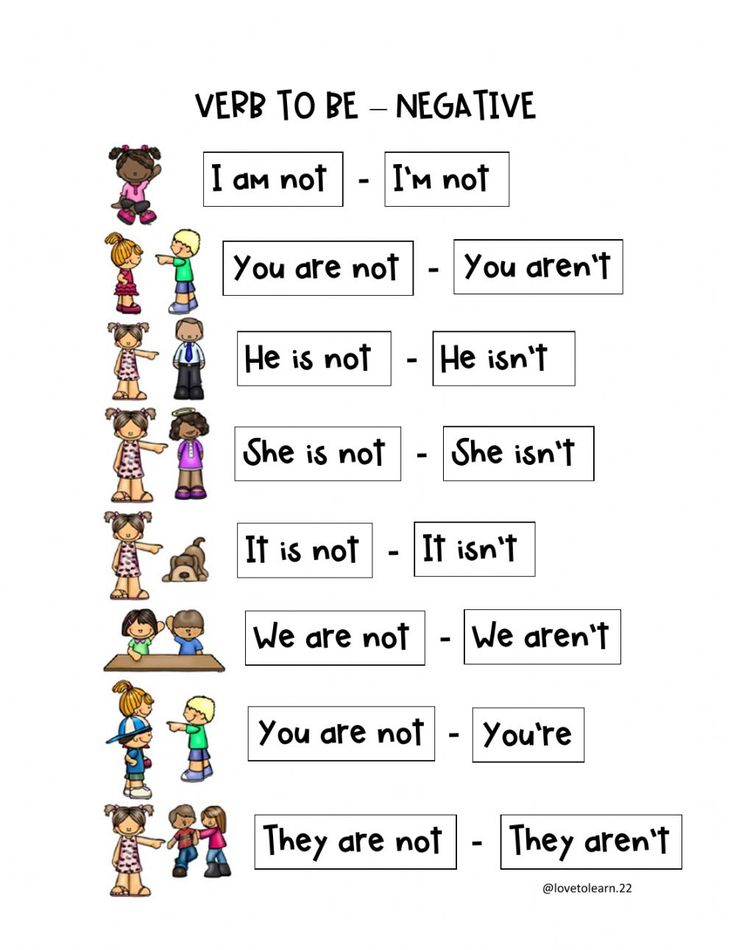 VERB TO BE – NEGATIVE
I am not - I'm not
You are not - You aren't
He is not - He isn't
She is not - She isn't
It is not - It isn't
We are not - We aren't
You are not - You're
They are not - They aren't
@lovetolearn.22